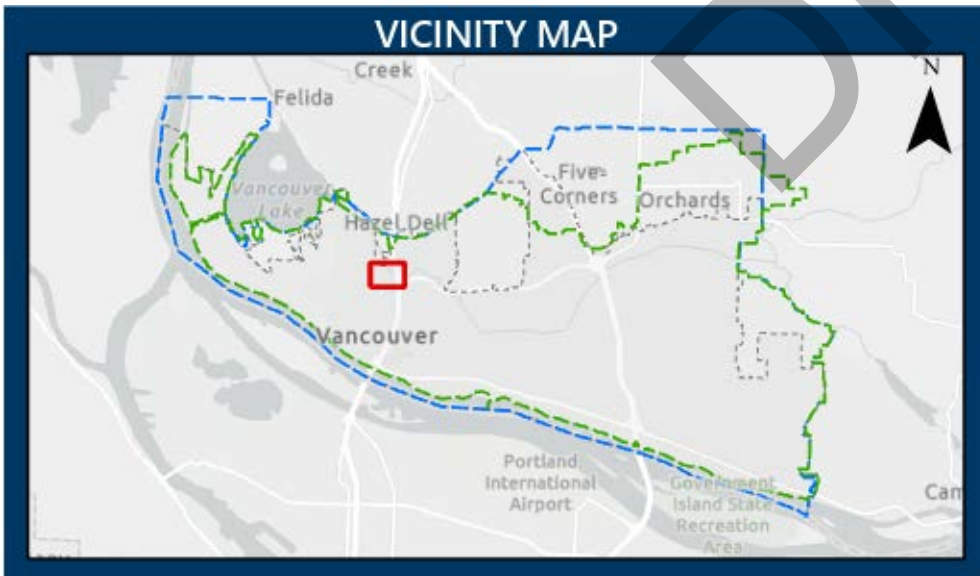 VICINITY MAP
Creek
N
Felida
Five
Corners
Vancouver
Lake
Orchards
Hazel Dell
Vancouver
Portland
International
Airport
Government
Island State
Recreation
Area
Cam